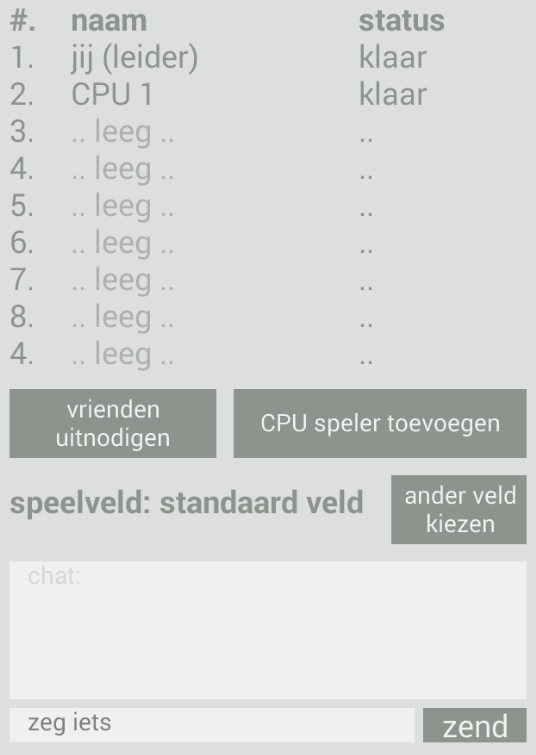 #. naam status
1. jij (leider) klaar
2. CPU 1 klaar
3. .. leeg .. ..
4. .. leeg .. ..
5. .. leeg .. ..
6. .. leeg .. ..
7. .. leeg .. ..
8. .. leeg .. ..
4. .. leeg .. ..
vrienden
uitnodigen
CPU speler toevoegen
speelveld: standaard veld
ander veld
kiezen
chat:
zeg iets
zend